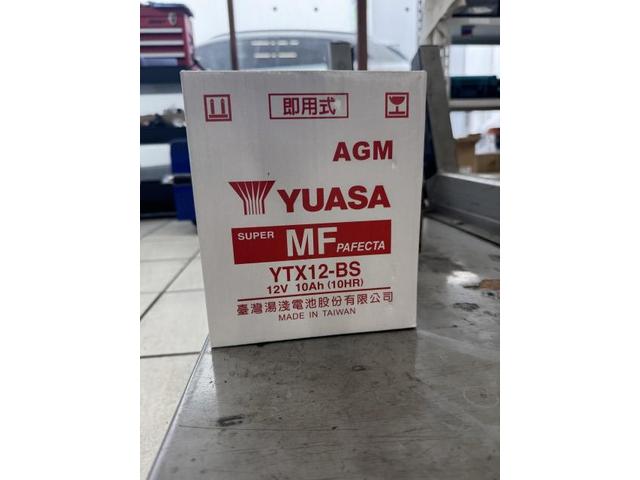 即用式
AGM
YUASA
SUPER MF PAFECTA
YTX12-BS
12V 10Ah (10HR)
臺灣湯淺電池股份有限公司
MADE IN TAIWAN